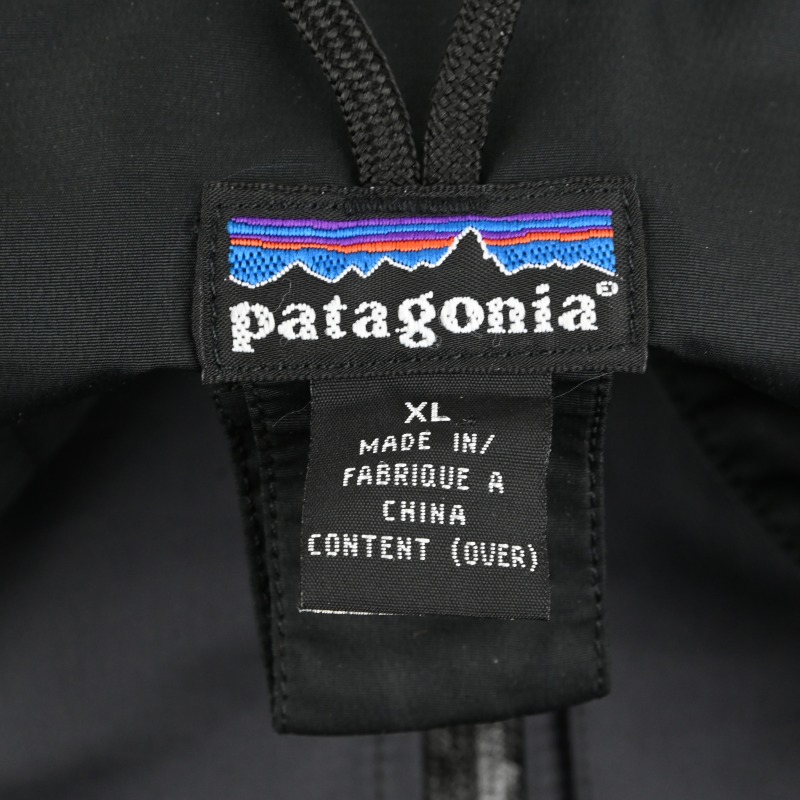 patagonia®
XL
MADE IN/
FABRIQUE A
CHINA
CONTENT (OVER)